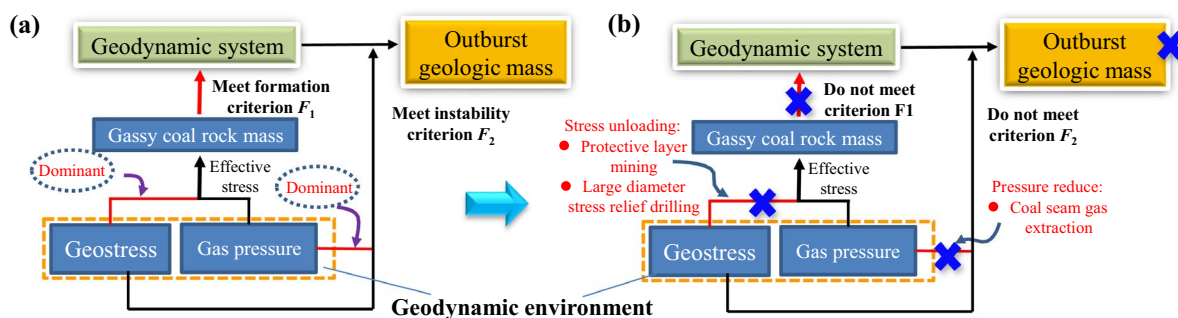 (a)
Geodynamic system
Outburst
geologic mass
Meet formation
criterion F₁
Meet instability
criterion F₂
Gassy coal rock mass
Dominant
Effective
stress
Dominant
Geostress
Gas pressure
Geodynamic environment
(b)
Geodynamic system
Outburst
geologic mass
Do not meet
criterion F1
Do not meet
criterion F₂
Stress unloading:
● Protective layer
mining
● Large diameter
stress relief drilling
Gassy coal rock mass
Effective
stress
Pressure reduce:
● Coal seam gas
extraction
Geostress
Gas pressure